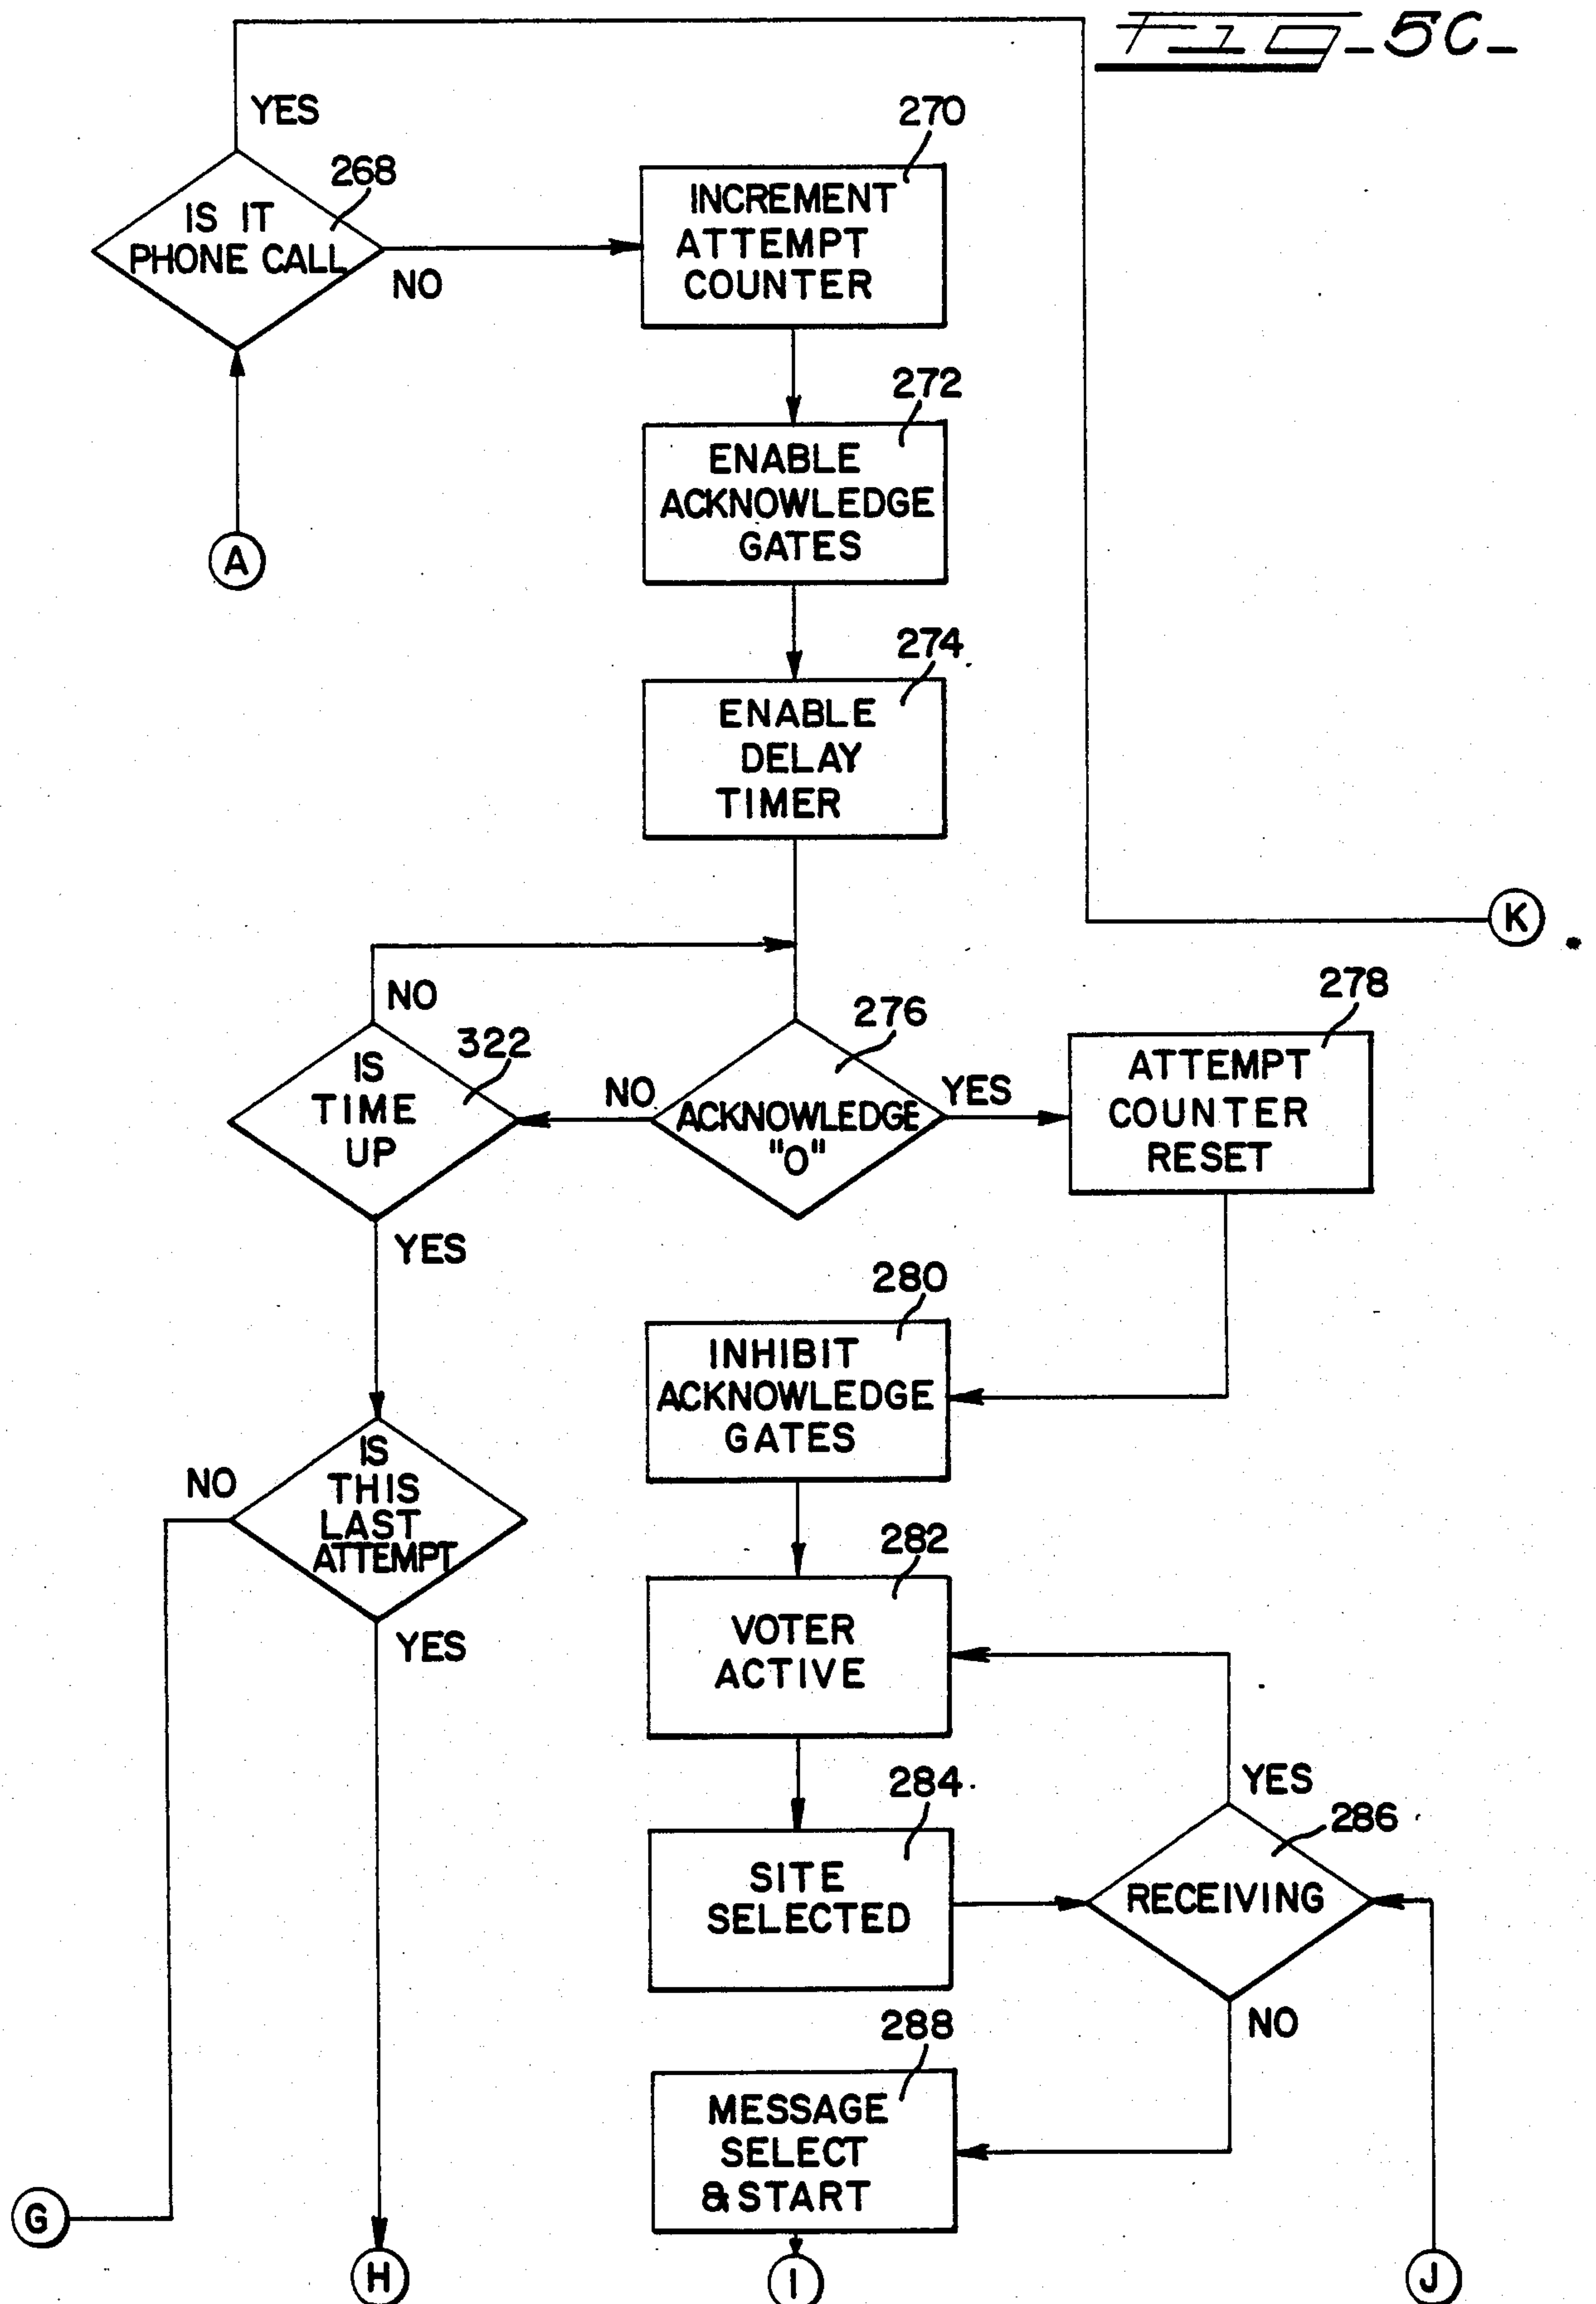 Fig-5C-
YES
268
IS IT
PHONE CALL
NO
270
INCREMENT
ATTEMPT
COUNTER
272
ENABLE
ACKNOWLEDGE
GATES
A
274
ENABLE
DELAY
TIMER
K
NO
322
IS
TIME
UP
YES
NO
276
ACKNOWLEDGE
"0"
YES
278
ATTEMPT
COUNTER
RESET
280
INHIBIT
ACKNOWLEDGE
GATES
NO
IS
THIS
LAST
ATTEMPT
YES
282
VOTER
ACTIVE
284
SITE
SELECTED
YES
286
RECEIVING
NO
288
MESSAGE
SELECT
& START
G
H
I
J